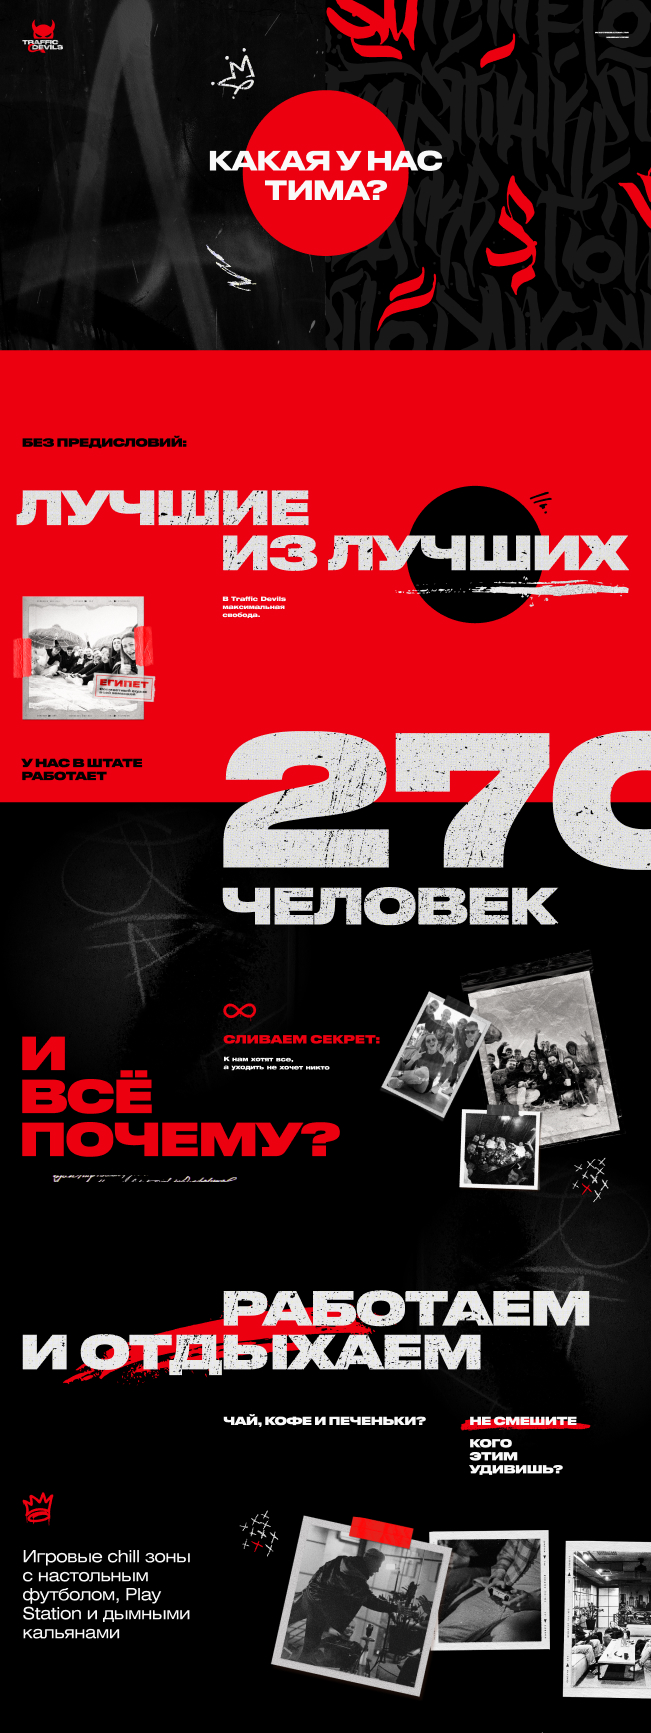 TRAFFIC
DEVILS
КАКАЯ У НАС
ТИМА?
БЕЗ ПРЕДИСЛОВИЙ:
ЛУЧШИЕ
ИЗ ЛУЧШИХ
В Traffic Devils
максимальная
свобода.
ЕГИПЕТ
У НАС В ШТАТЕ
РАБОТАЕТ
270
ЧЕЛОВЕК
СЛИВАЕМ СЕКРЕТ:
К нам хотят все,
а уходить не хочет никто
И
ВСЁ
ПОЧЕМУ?
РАБОТАЕМ
И ОТДЫХАЕМ
ЧАЙ, КОФЕ И ПЕЧЕНЬКИ?
НЕ СМЕШИТЕ
КОГО
ЭТИМ
УДИВИШЬ?
Игровые chill зоны
с настольным
футболом, Play
Station и дымными
кальянами